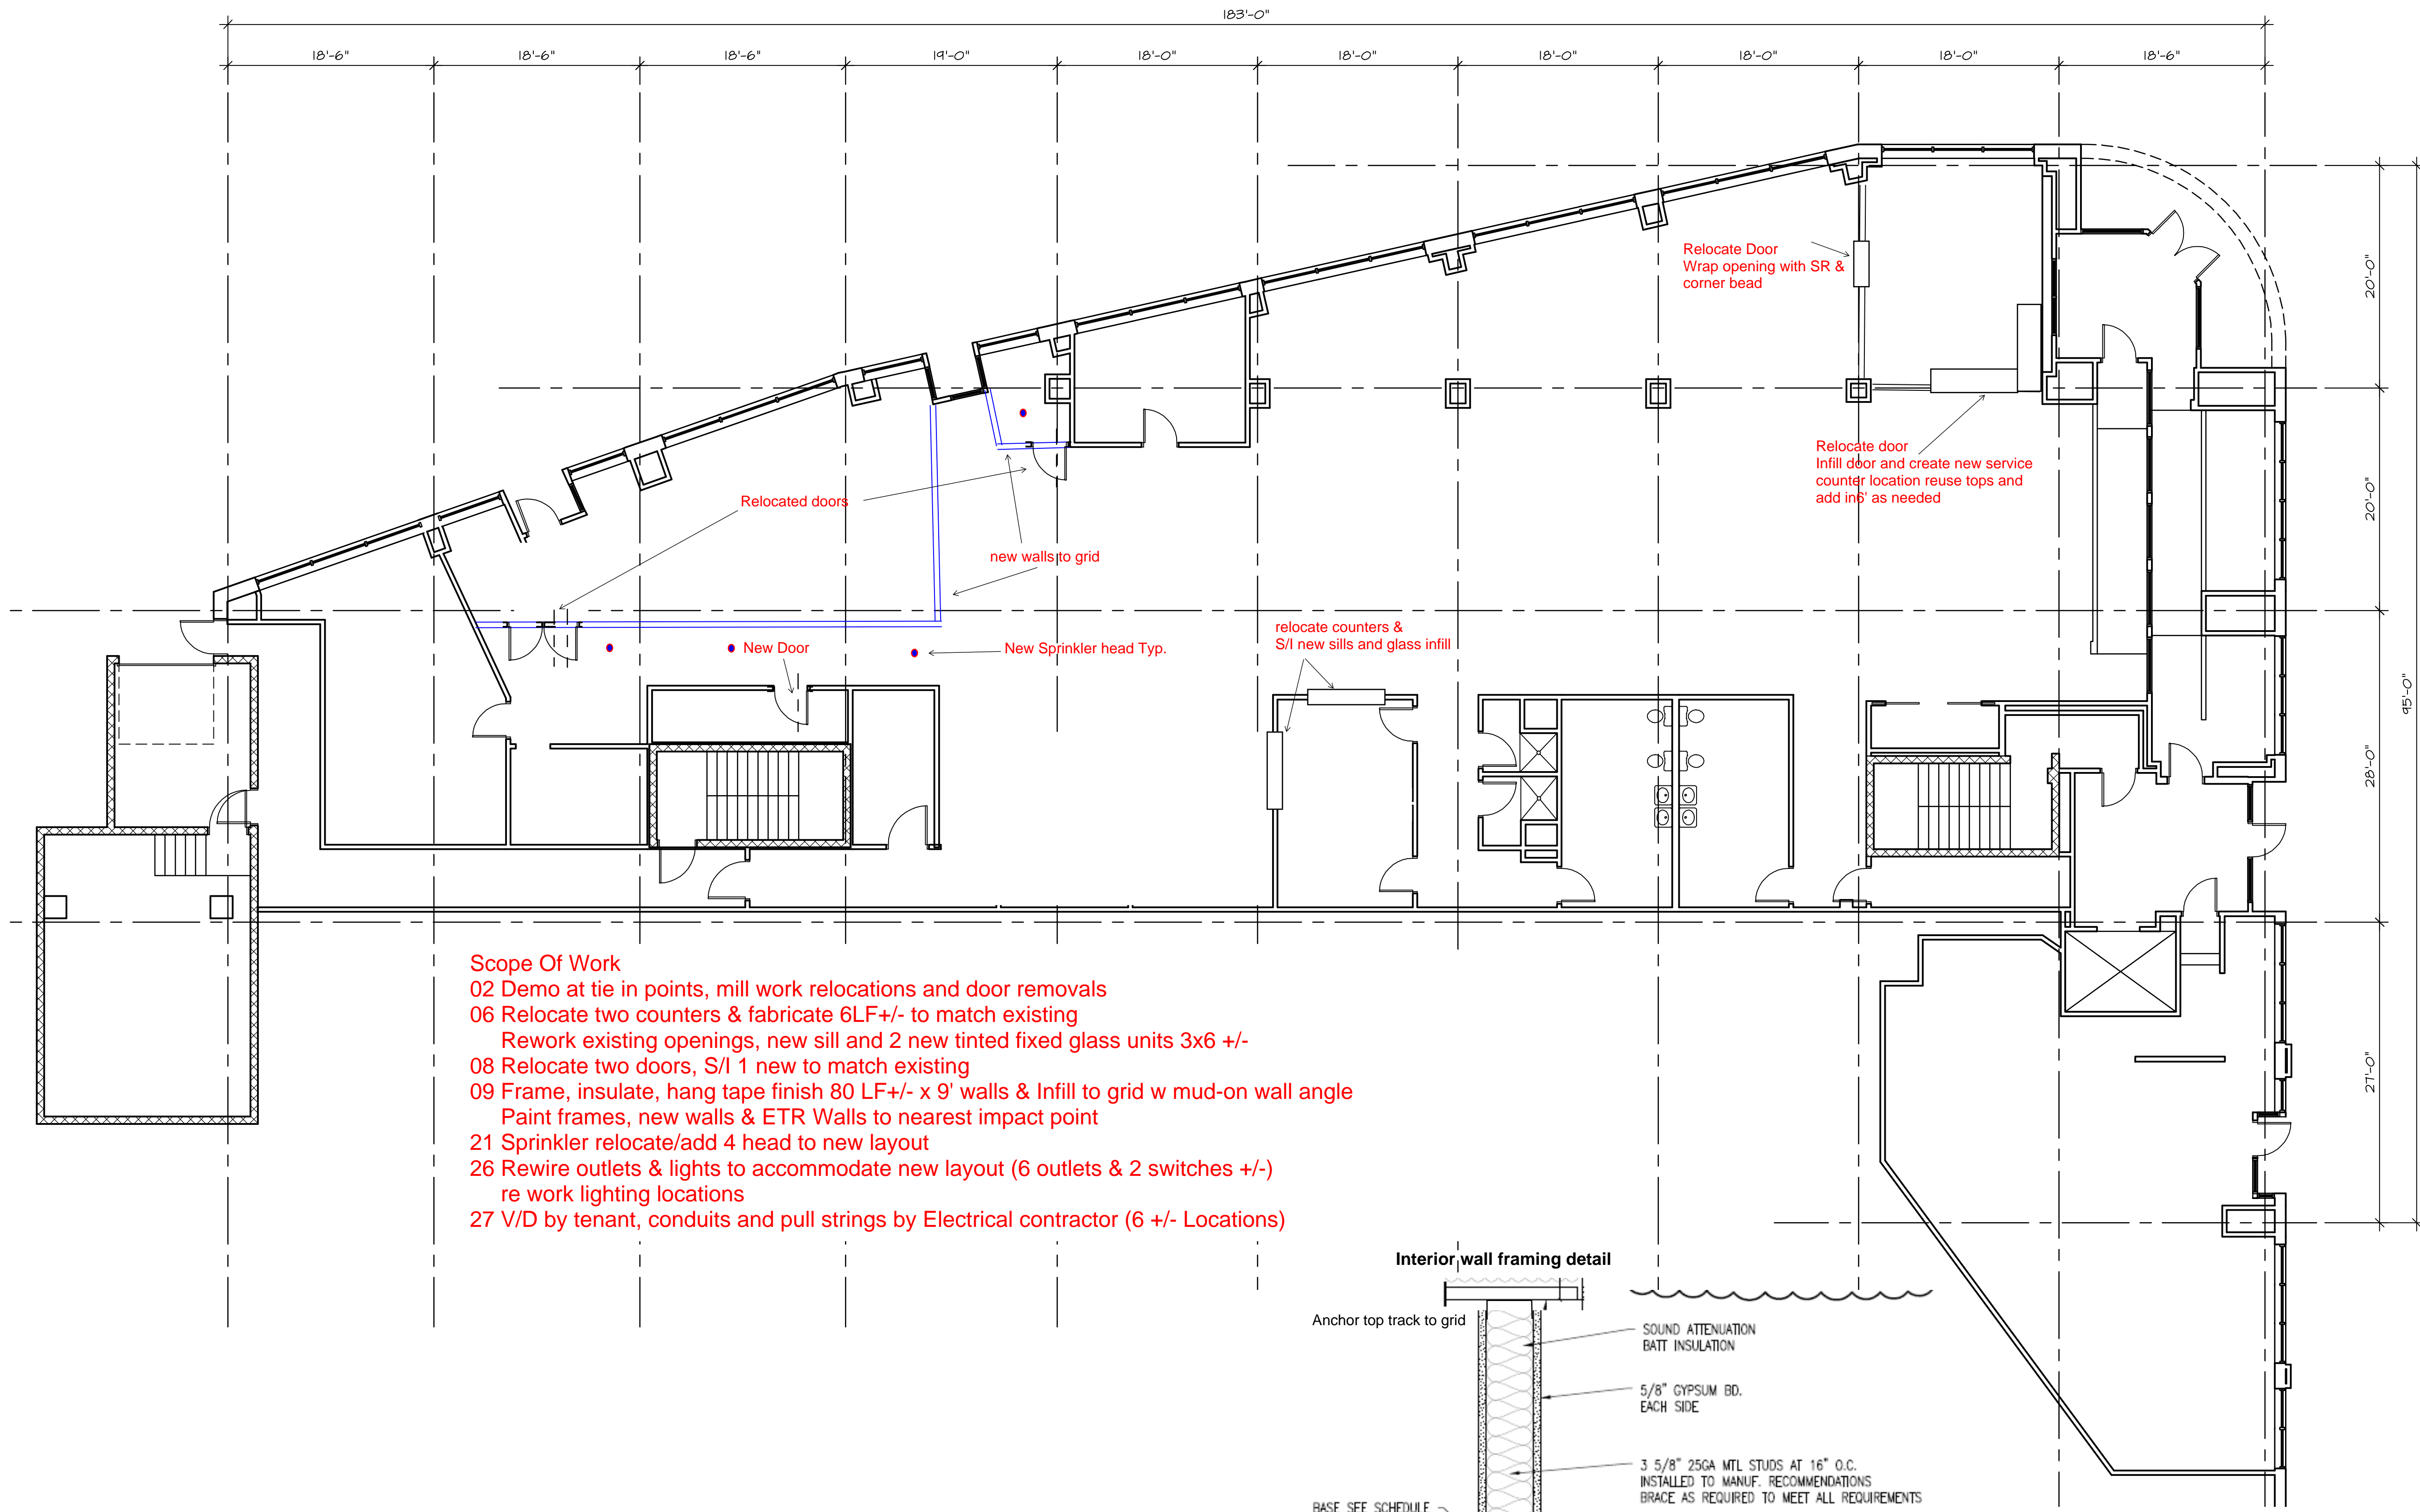 183'-0"
18'-6"
18'-6"
18'-6"
19'-0"
18'-0"
18'-0"
18'-0"
18'-0"
18'-0"
18'-6"
20'-0"
20'-0"
28'-0"
95'-0"
27'-0"
Relocate Door
Wrap opening with SR &
corner bead
Relocate door
Infill door and create new service
counter location reuse tops and
add in6' as needed
Relocated doors
new walls to grid
New Door
New Sprinkler head Typ.
relocate counters &
S/I new sills and glass infill
Scope Of Work
02 Demo at tie in points, mill work relocations and door removals
06 Relocate two counters & fabricate 6LF+/- to match existing
Rework existing openings, new sill and 2 new tinted fixed glass units 3x6 +/-
08 Relocate two doors, S/I 1 new to match existing
09 Frame, insulate, hang tape finish 80 LF+/- x 9' walls & Infill to grid w mud-on wall angle
Paint frames, new walls & ETR Walls to nearest impact point
21 Sprinkler relocate/add 4 head to new layout
26 Rewire outlets & lights to accommodate new layout (6 outlets & 2 switches +/-)
re work lighting locations
27 V/D by tenant, conduits and pull strings by Electrical contractor (6 +/- Locations)
Interior wall framing detail
Anchor top track to grid
SOUND ATTENUATION
BATT INSULATION
5/8" GYPSUM BD.
EACH SIDE
3 5/8" 25GA MTL STUDS AT 16" O.C.
INSTALLED TO MANUF. RECOMMENDATIONS
BRACE AS REQUIRED TO MEET ALL REQUIREMENTS
BASE SEE SCHEDULE